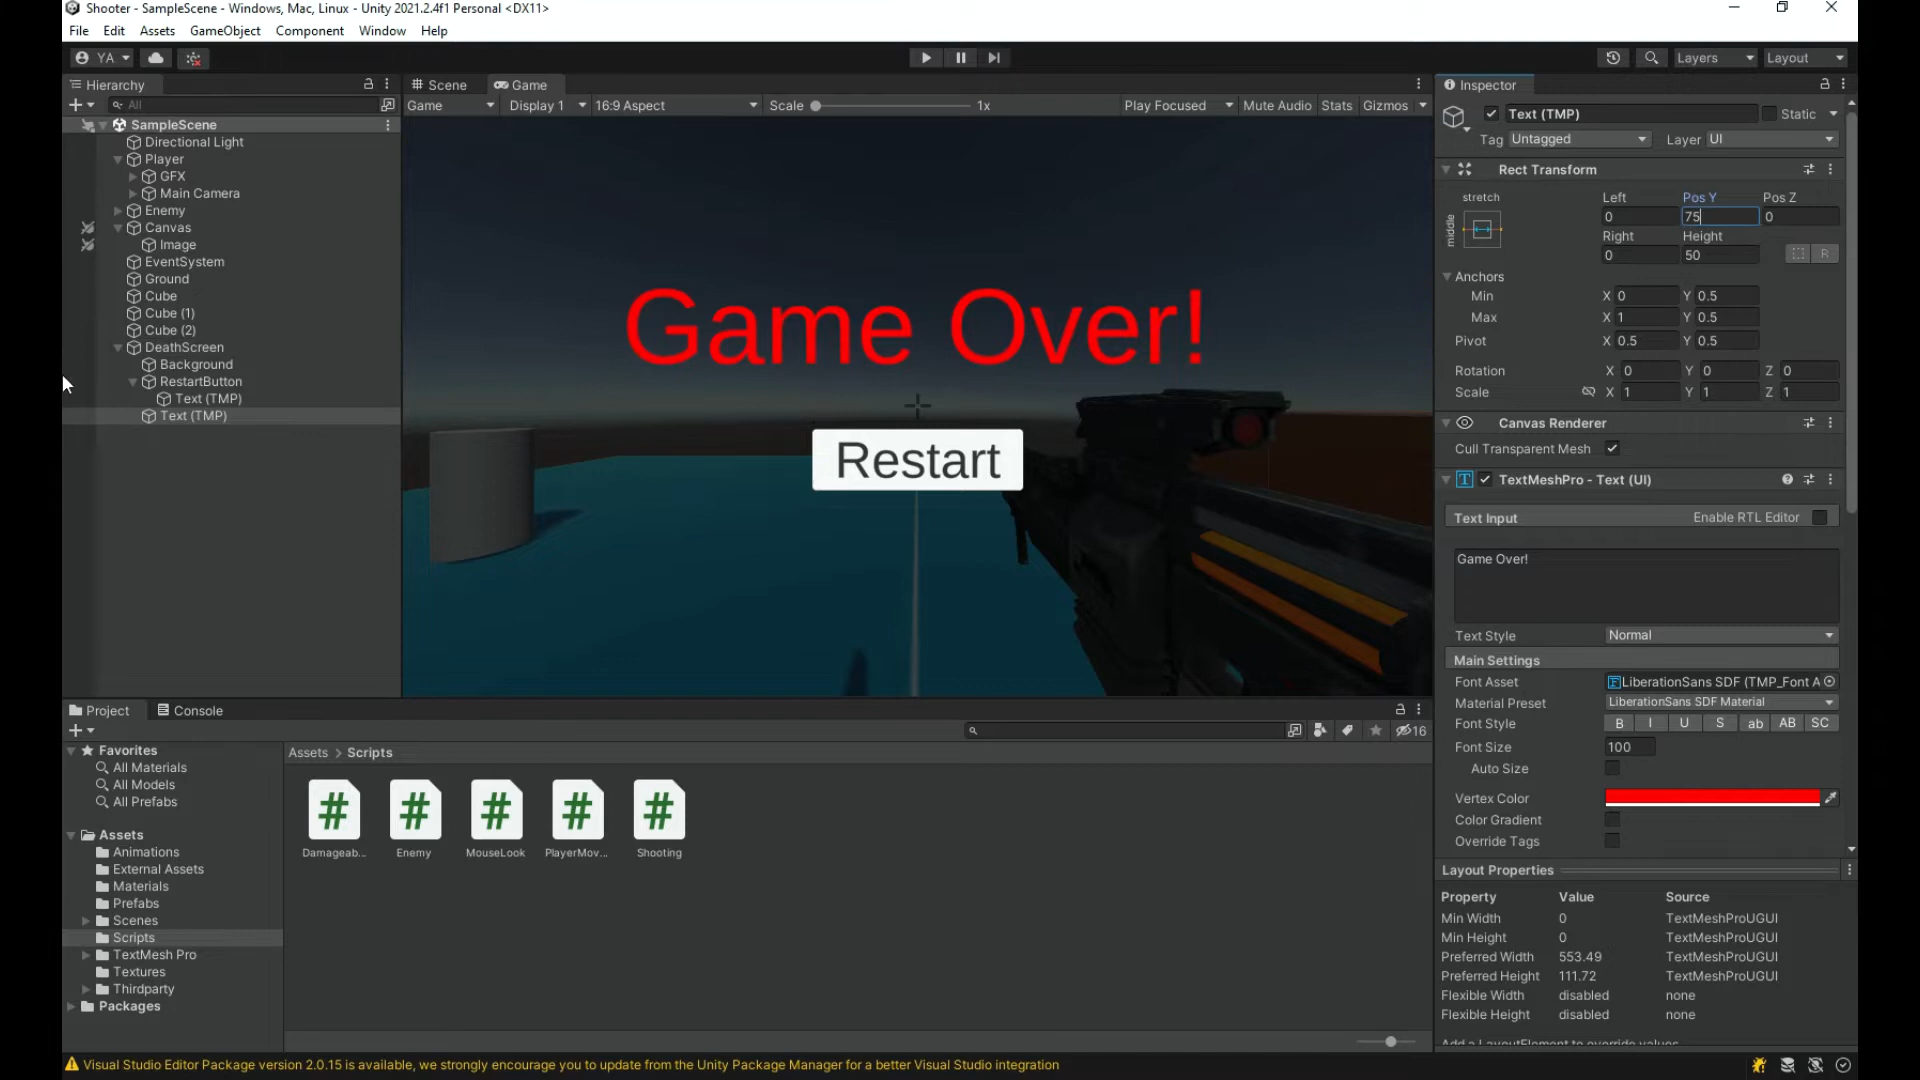 Shooter - SampleScene - Windows, Mac, Linux - Unity 2021.2.4f1 Personal <DX11>
File Edit Assets GameObject Component Window Help
YA Layers Layout
Hierarchy
All
SampleScene
Directional Light
Player
GFX
Main Camera
Enemy
Canvas
Image
EventSystem
Ground
Cube
Cube (1)
Cube (2)
DeathScreen
Background
RestartButton
Text (TMP)
Text (TMP)
Scene Game
Game Display 1 16:9 Aspect Scale 1x Play Focused Mute Audio Stats Gizmos
Game Over!
Restart
Inspector
Text (TMP) Static
Tag Untagged Layer UI
Rect Transform
stretch Left Pos Y Pos Z
middle 0 75 0
Right Height
0 50 R
Anchors
Min X 0 Y 0.5
Max X 1 Y 0.5
Pivot X 0.5 Y 0.5
Rotation X 0 Y 0 Z 0
Scale X 1 Y 1 Z 1
Canvas Renderer
Cull Transparent Mesh
TextMeshPro - Text (UI)
Text Input Enable RTL Editor
Game Over!
Text Style Normal
Main Settings
Font Asset LiberationSans SDF (TMP_Font A
Material Preset LiberationSans SDF Material
Font Style B I U S ab AB SC
Font Size 100
Auto Size
Vertex Color
Color Gradient
Override Tags
Layout Properties
Property Value Source
Min Width 0 TextMeshProUGUI
Min Height 0 TextMeshProUGUI
Preferred Width 553.49 TextMeshProUGUI
Preferred Height 111.72 TextMeshProUGUI
Flexible Width disabled none
Flexible Height disabled none
Add a LayoutElement to override values
Project Console
16
Favorites
All Materials
All Models
All Prefabs
Assets
Animations
External Assets
Materials
Prefabs
Scenes
Scripts
TextMesh Pro
Textures
Thirdparty
Packages
Assets > Scripts
# # # # #
Damageab... Enemy MouseLook PlayerMov... Shooting
Visual Studio Editor Package version 2.0.15 is available, we strongly encourage you to update from the Unity Package Manager for a better Visual Studio integration